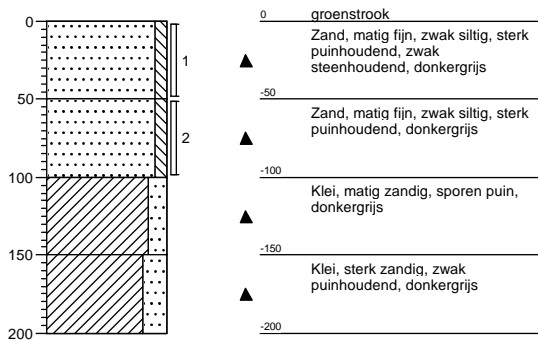 0
50
100
150
200
1
2
0 groenstrook
Zand, matig fijn, zwak siltig, sterk
puinhoudend, zwak
steenhoudend, donkergrijs
-50
Zand, matig fijn, zwak siltig, sterk
puinhoudend, donkergrijs
-100
Klei, matig zandig, sporen puin,
donkergrijs
-150
Klei, sterk zandig, zwak
puinhoudend, donkergrijs
-200